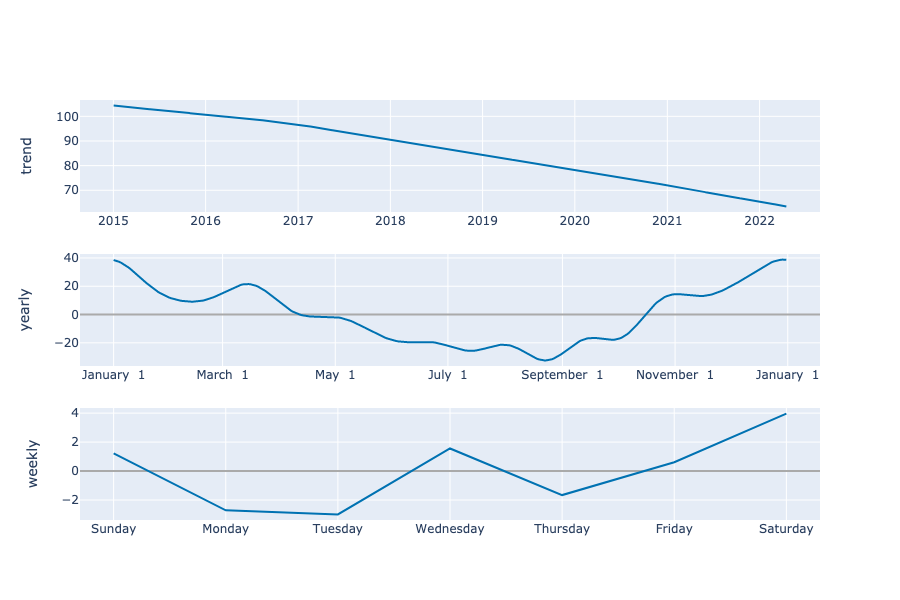 trend
100
90
80
70
2015 2016 2017 2018 2019 2020 2021 2022
yearly
40
20
0
−20
January 1 March 1 May 1 July 1 September 1 November 1 January 1
weekly
4
2
0
−2
Sunday Monday Tuesday Wednesday Thursday Friday Saturday